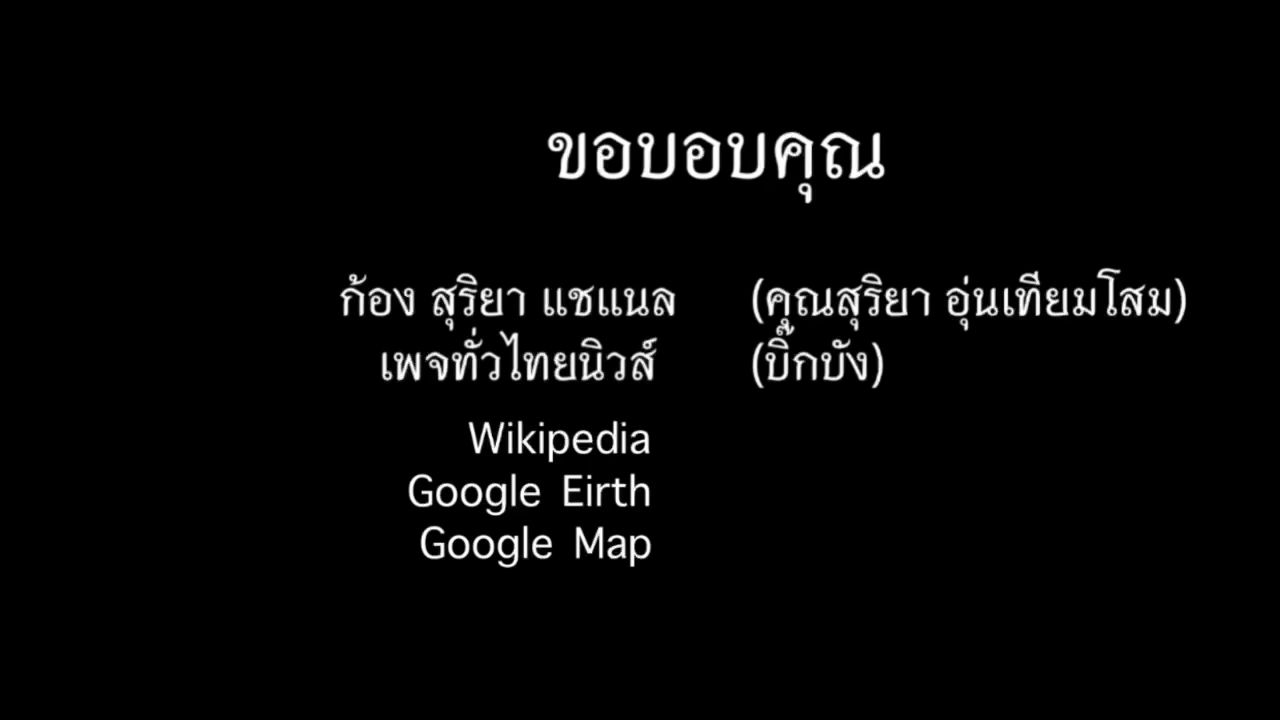 ขอบอบคุณ
ก้อง สุริยา แชแนล (คุณสุริยา อุ่นเทียมโสม)
เพจทั่วไทยนิวส์ (บิ๊กบัง)
Wikipedia
Google Eirth
Google Map